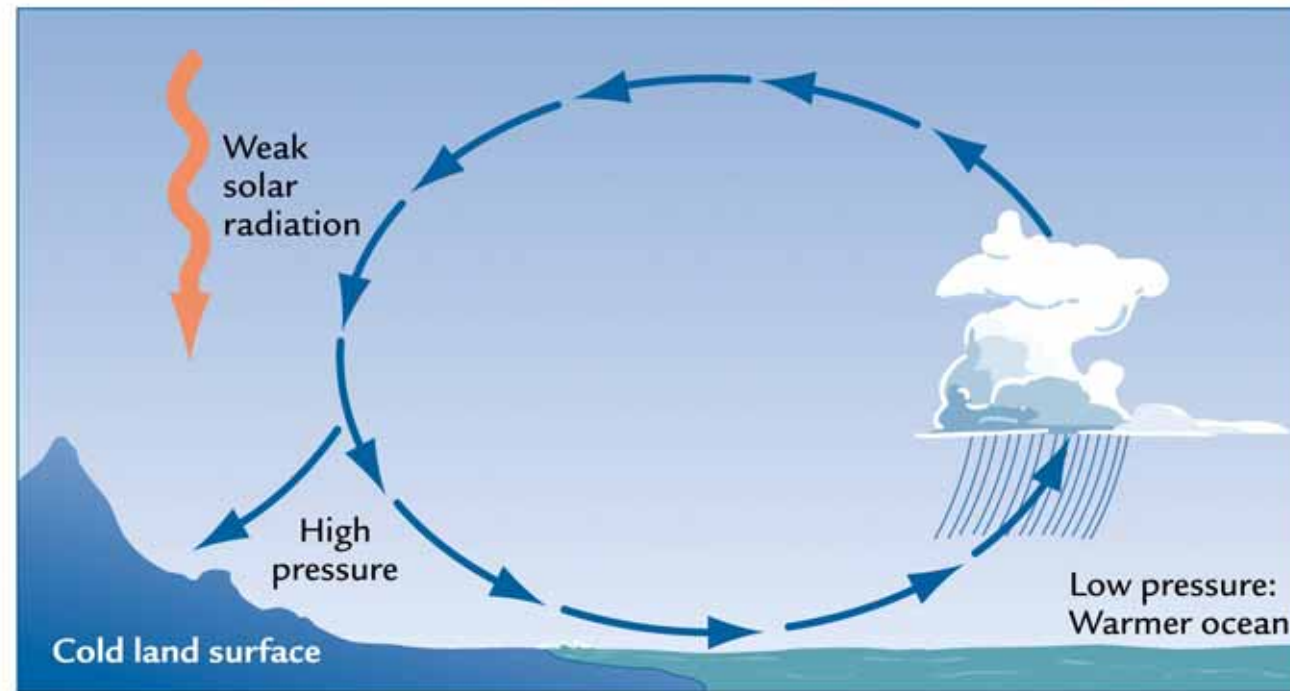 Weak
solar
radiation
High
pressure
Low pressure:
Warmer ocean
Cold land surface